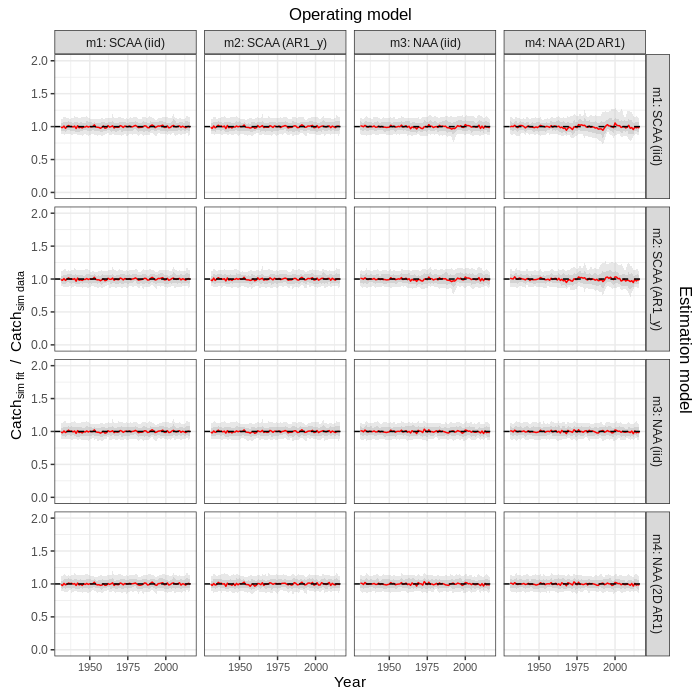 Operating model
m1: SCAA (iid)
m2: SCAA (AR1_y)
m3: NAA (iid)
m4: NAA (2D AR1)
2.0
1.5
1.0
0.5
0.0
m1: SCAA (iid)
2.0
1.5
1.0
0.5
0.0
m2: SCAA (AR1_y)
2.0
1.5
1.0
0.5
0.0
m3: NAA (iid)
2.0
1.5
1.0
0.5
0.0
m4: NAA (2D AR1)
Catch sim fit / Catch sim data
Estimation model
1950 1975 2000
1950 1975 2000
1950 1975 2000
1950 1975 2000
Year